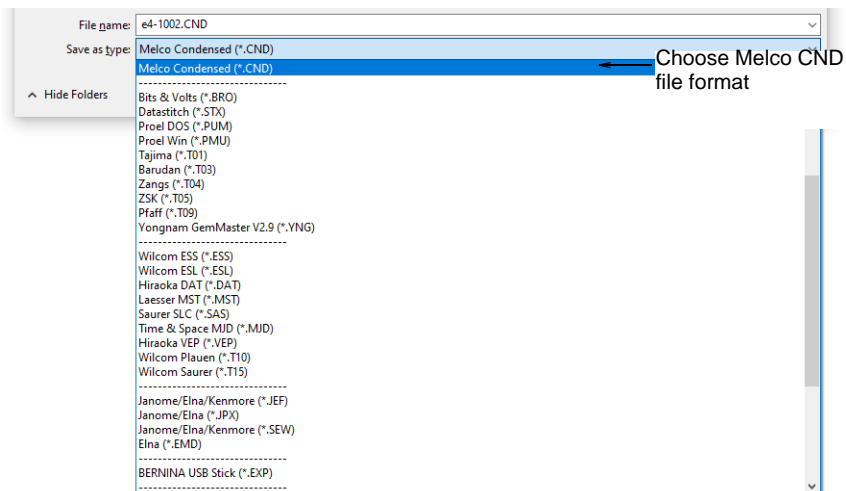 File name: e4-1002.CND
Save as type: Melco Condensed (*.CND)
Melco Condensed (*.CND)
Choose Melco CND
file format
------------------------------
Hide Folders
Bits & Volts (*.BRO)
Datastitch (*.STX)
Proel DOS (*.PUM)
Proel Win (*.PMU)
Tajima (*.T01)
Barudan (*.T03)
Zangs (*.T04)
ZSK (*.T05)
Pfaff (*.T09)
Yongnam GemMaster V2.9 (*.YNG)
------------------------------
Wilcom ESS (*.ESS)
Wilcom ESL (*.ESL)
Hiraoka DAT (*.DAT)
Laesser MST (*.MST)
Saurer SLC (*.SAS)
Time & Space MJD (*.MJD)
Hiraoka VEP (*.VEP)
Wilcom Plauen (*.T10)
Wilcom Saurer (*.T15)
------------------------------
Janome/Elna/Kenmore (*.JEF)
Janome/Elna (*.JPX)
Janome/Elna/Kenmore (*.SEW)
Elna (*.EMD)
------------------------------
BERNINA USB Stick (*.EXP)
------------------------------